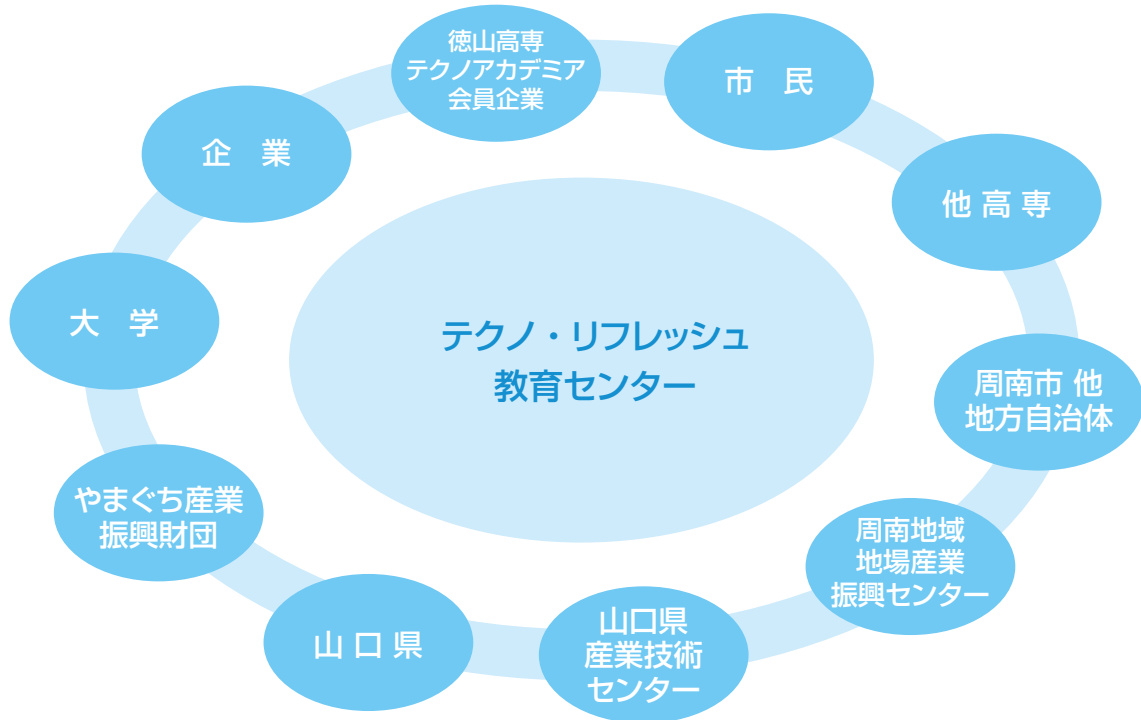 徳山高専
テクノアカデミア
会員企業
市　民
企　業
他 高 専
大　学
テクノ・リフレッシュ
教育センター
周南市 他
地方自治体
やまぐち産業
振興財団
周南地域
地場産業
振興センター
山 口 県
山口県
産業技術
センター